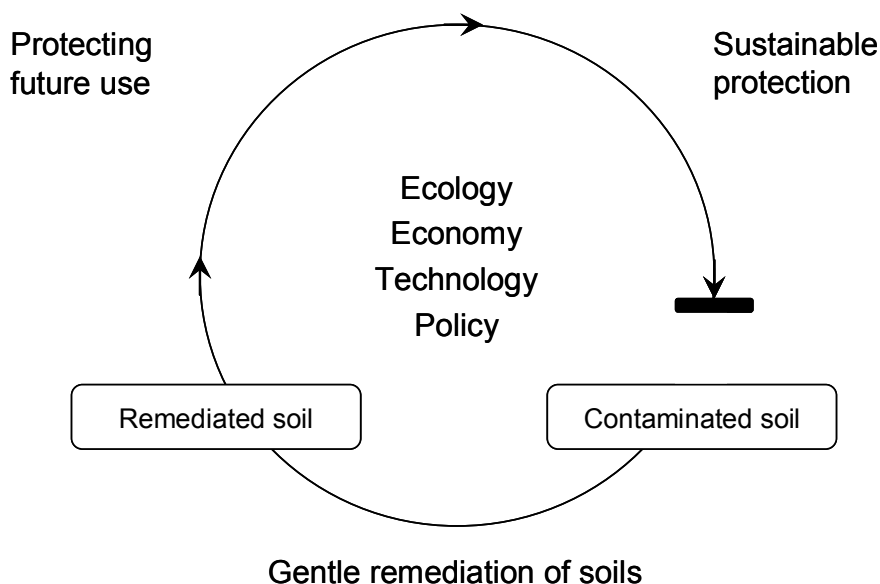 Protecting
future use
Sustainable
protection
Ecology
Economy
Technology
Policy
Remediated soil
Contaminated soil
Gentle remediation of soils